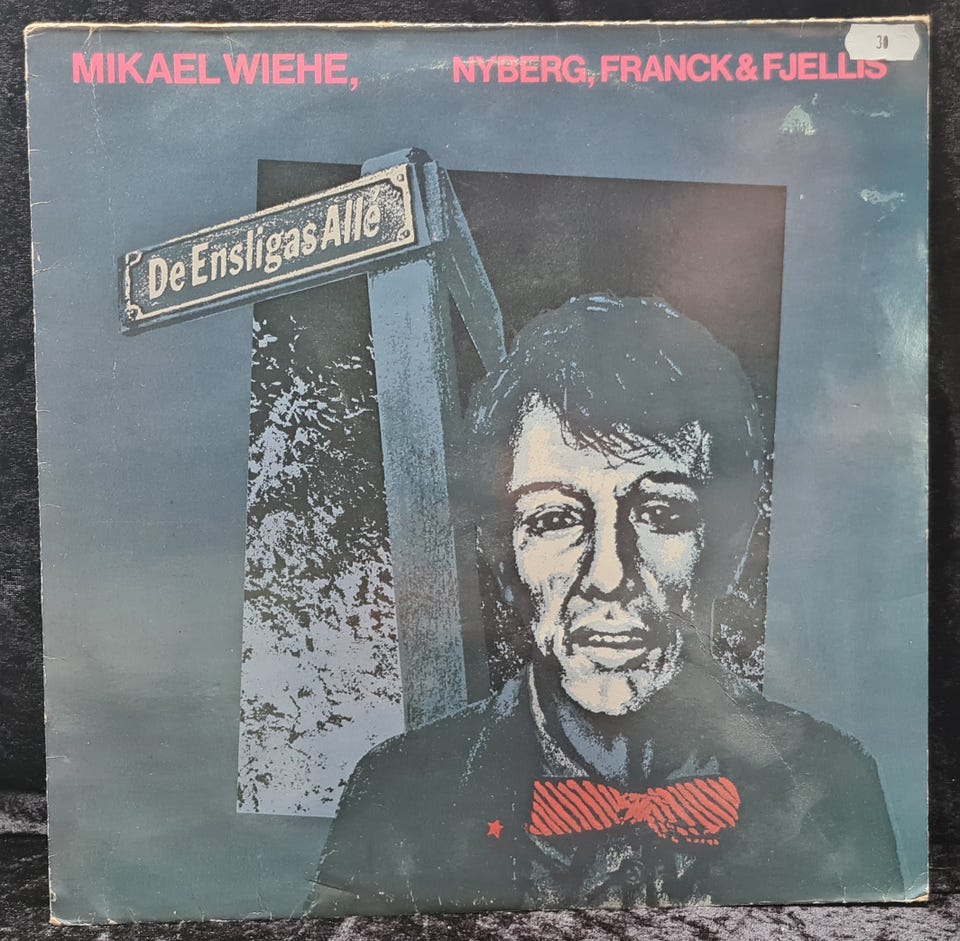 MIKAEL WIEHE, NYBERG, FRANCK & FJELLIS
30
De Ensligas Allé